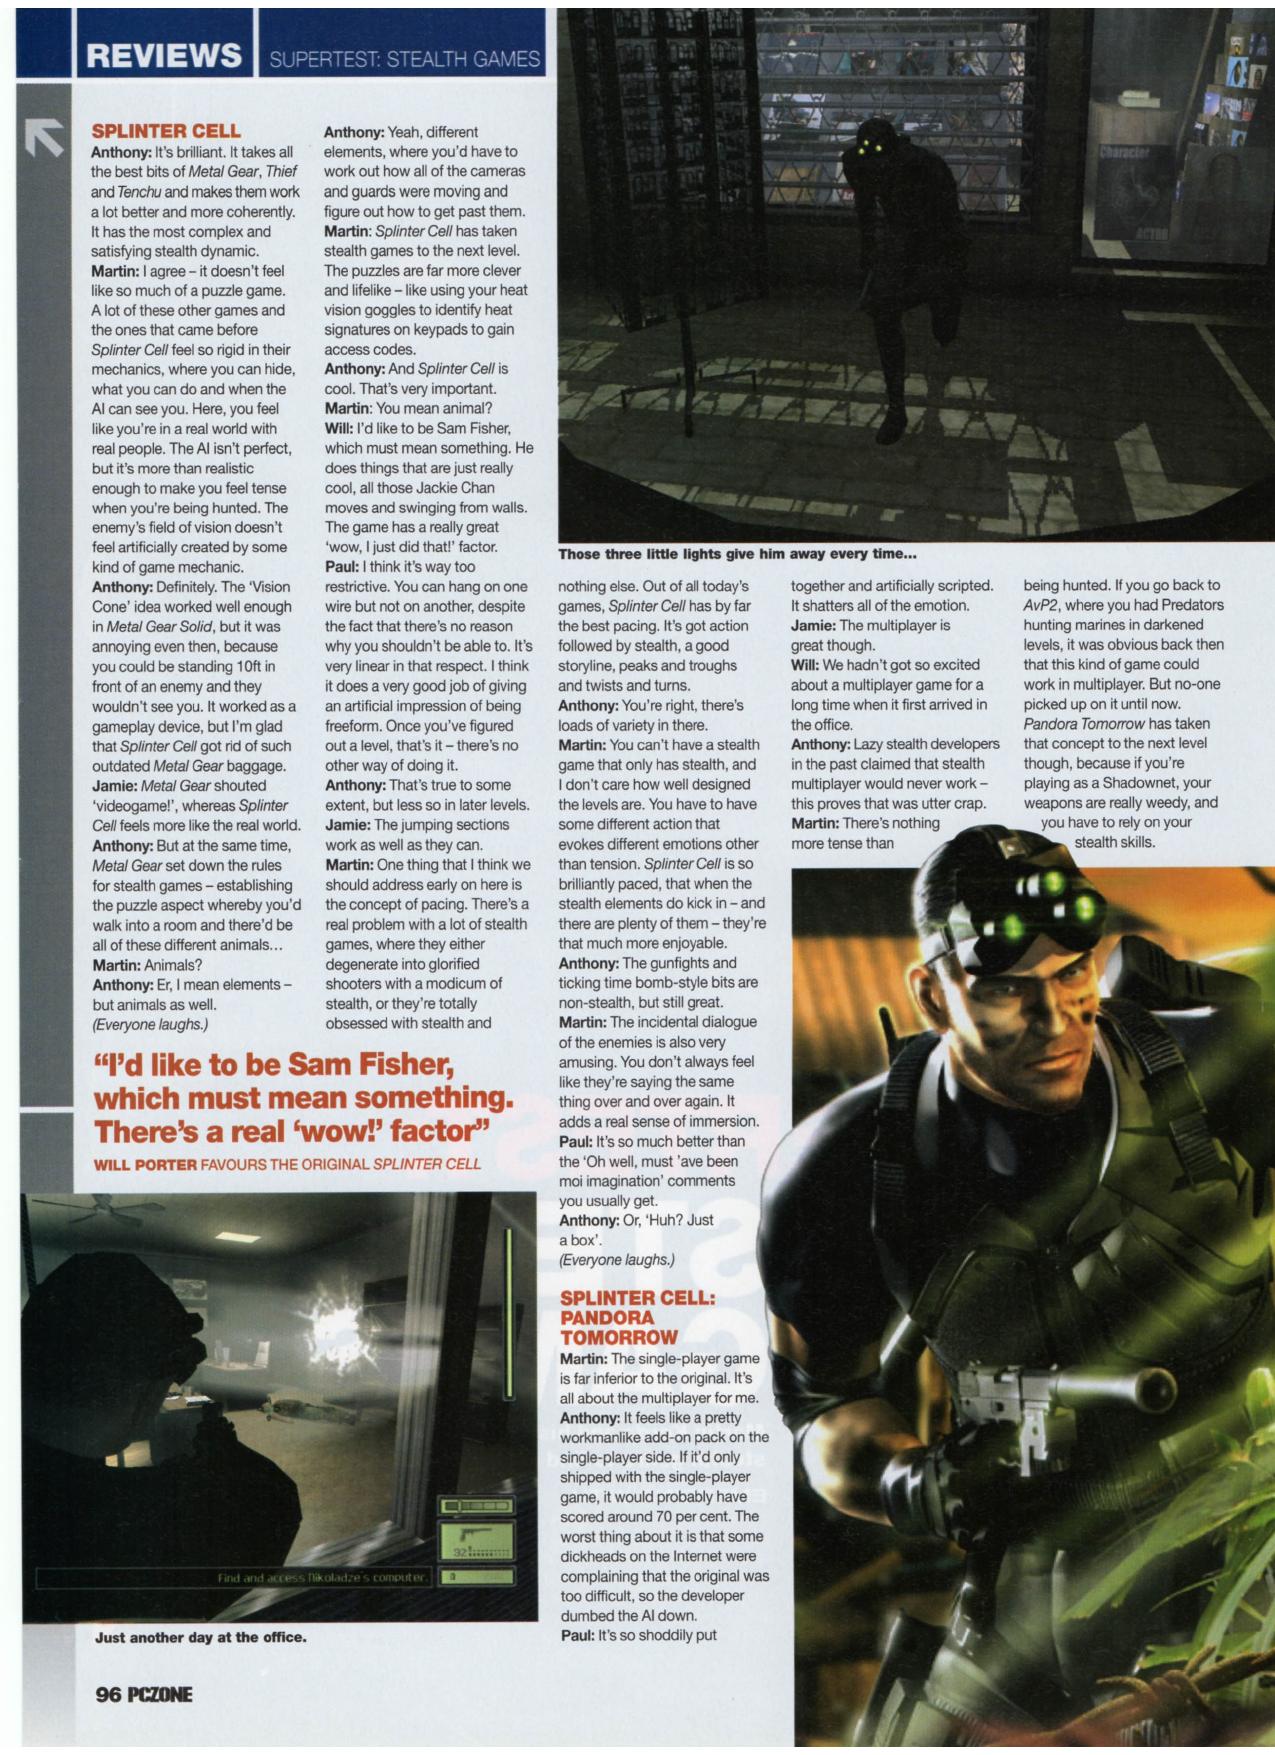 REVIEWS
SUPERTEST: STEALTH GAMES
SPLINTER CELL
Anthony: It's brilliant. It takes all
the best bits of Metal Gear, Thief
and Tenchu and makes them work
a lot better and more coherently.
It has the most complex and
satisfying stealth dynamic.
Martin: I agree – it doesn't feel
like so much of a puzzle game.
A lot of these other games and
the ones that came before
Splinter Cell feel so rigid in their
mechanics, where you can hide,
what you can do and when the
AI can see you. Here, you feel
like you're in a real world with
real people. The AI isn't perfect,
but it's more than realistic
enough to make you feel tense
when you're being hunted. The
enemy's field of vision doesn't
feel artificially created by some
kind of game mechanic.
Anthony: Definitely. The 'Vision
Cone' idea worked well enough
in Metal Gear Solid, but it was
annoying even then, because
you could be standing 10ft in
front of an enemy and they
wouldn't see you. It worked as a
gameplay device, but I'm glad
that Splinter Cell got rid of such
outdated Metal Gear baggage.
Jamie: Metal Gear shouted
'videogame!', whereas Splinter
Cell feels more like the real world.
Anthony: But at the same time,
Metal Gear set down the rules
for stealth games – establishing
the puzzle aspect whereby you'd
walk into a room and there'd be
all of these different animals...
Martin: Animals?
Anthony: Er, I mean elements –
but animals as well.
(Everyone laughs.)
Anthony: Yeah, different
elements, where you'd have to
work out how all of the cameras
and guards were moving and
figure out how to get past them.
Martin: Splinter Cell has taken
stealth games to the next level.
The puzzles are far more clever
and lifelike – like using your heat
vision goggles to identify heat
signatures on keypads to gain
access codes.
Anthony: And Splinter Cell is
cool. That's very important.
Martin: You mean animal?
Will: I'd like to be Sam Fisher,
which must mean something. He
does things that are just really
cool, all those Jackie Chan
moves and swinging from walls.
The game has a really great
'wow, I just did that!' factor.
Paul: I think it's way too
restrictive. You can hang on one
wire but not on another, despite
the fact that there's no reason
why you shouldn't be able to. It's
very linear in that respect. I think
it does a very good job of giving
an artificial impression of being
freeform. Once you've figured
out a level, that's it – there's no
other way of doing it.
Anthony: That's true to some
extent, but less so in later levels.
Jamie: The jumping sections
work as well as they can.
Martin: One thing that I think we
should address early on here is
the concept of pacing. There's a
real problem with a lot of stealth
games, where they either
degenerate into glorified
shooters with a modicum of
stealth, or they're totally
obsessed with stealth and
"I'd like to be Sam Fisher,
which must mean something.
There's a real 'wow!' factor"
WILL PORTER FAVOURS THE ORIGINAL SPLINTER CELL
32
Find and access Nikoladze's computer.
Just another day at the office.
Character
ACTRO
Those three little lights give him away every time...
nothing else. Out of all today's
games, Splinter Cell has by far
the best pacing. It's got action
followed by stealth, a good
storyline, peaks and troughs
and twists and turns.
Anthony: You're right, there's
loads of variety in there.
Martin: You can't have a stealth
game that only has stealth, and
I don't care how well designed
the levels are. You have to have
some different action that
evokes different emotions other
than tension. Splinter Cell is so
brilliantly paced, that when the
stealth elements do kick in – and
there are plenty of them – they're
that much more enjoyable.
Anthony: The gunfights and
ticking time bomb-style bits are
non-stealth, but still great.
Martin: The incidental dialogue
of the enemies is also very
amusing. You don't always feel
like they're saying the same
thing over and over again. It
adds a real sense of immersion.
Paul: It's so much better than
the 'Oh well, must 'ave been
moi imagination' comments
you usually get.
Anthony: Or, 'Huh? Just
a box'.
(Everyone laughs.)
SPLINTER CELL:
PANDORA
TOMORROW
Martin: The single-player game
is far inferior to the original. It's
all about the multiplayer for me.
Anthony: It feels like a pretty
workmanlike add-on pack on the
single-player side. If it'd only
shipped with the single-player
game, it would probably have
scored around 70 per cent. The
worst thing about it is that some
dickheads on the Internet were
complaining that the original was
too difficult, so the developer
dumbed the AI down.
Paul: It's so shoddily put
together and artificially scripted.
It shatters all of the emotion.
Jamie: The multiplayer is
great though.
Will: We hadn't got so excited
about a multiplayer game for a
long time when it first arrived in
the office.
Anthony: Lazy stealth developers
in the past claimed that stealth
multiplayer would never work –
this proves that was utter crap.
Martin: There's nothing
more tense than
being hunted. If you go back to
AvP2, where you had Predators
hunting marines in darkened
levels, it was obvious back then
that this kind of game could
work in multiplayer. But no-one
picked up on it until now.
Pandora Tomorrow has taken
that concept to the next level
though, because if you're
playing as a Shadownet, your
weapons are really weedy, and
you have to rely on your
stealth skills.
96 PCZONE